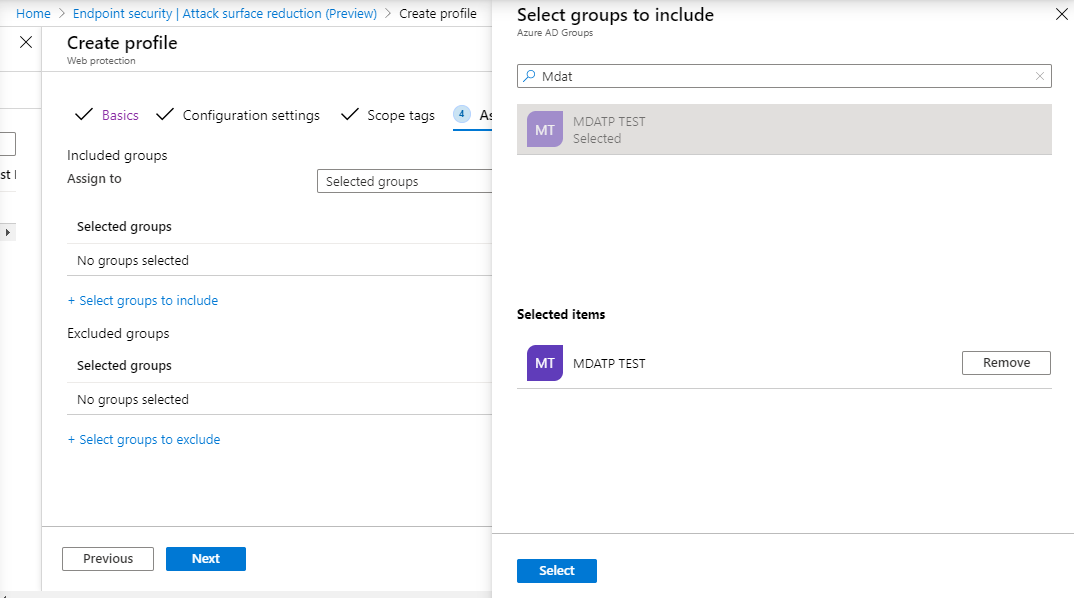 Home > Endpoint security | Attack surface reduction (Preview) > Create profile
Create profile
Web protection
Basics
Configuration settings
Scope tags
4
Included groups
Assign to
Selected groups
Selected groups
No groups selected
+ Select groups to include
Excluded groups
Selected groups
No groups selected
+ Select groups to exclude
Previous
Next
Select groups to include
Azure AD Groups
Mdat
MT
MDATP TEST
Selected
Selected items
MT
MDATP TEST
Remove
Select